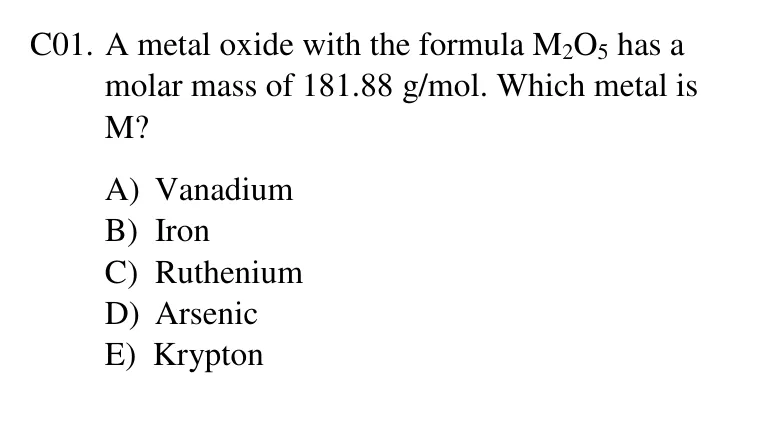 C01. A metal oxide with the formula M₂O₅ has a
molar mass of 181.88 g/mol. Which metal is
M?
A) Vanadium
B) Iron
C) Ruthenium
D) Arsenic
E) Krypton